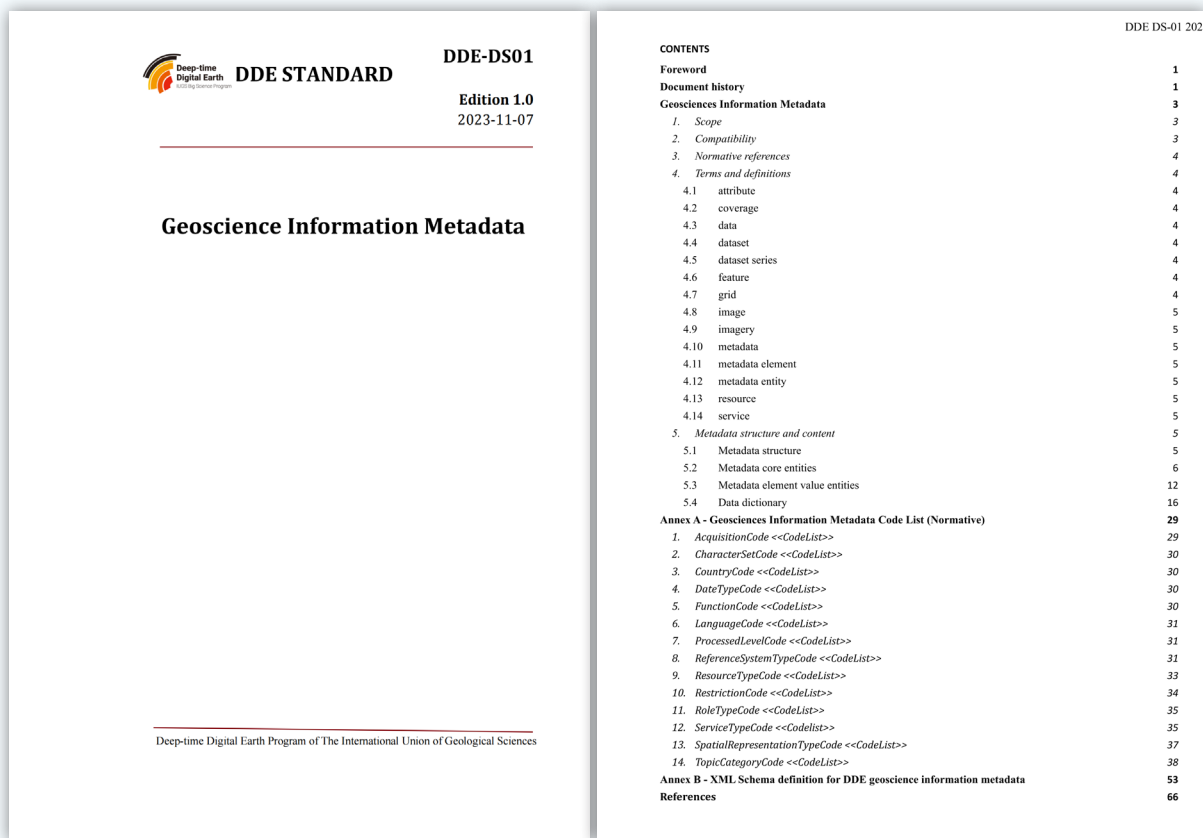 Deep-time
Digital Earth
IUGS Big Science Program
DDE STANDARD
DDE-DS01
Edition 1.0
2023-11-07
Geoscience Information Metadata
Deep-time Digital Earth Program of The International Union of Geological Sciences
DDE DS-01 202
CONTENTS
Foreword 1
Document history 1
Geosciences Information Metadata 3
1. Scope 3
2. Compatibility 3
3. Normative references 4
4. Terms and definitions 4
4.1 attribute 4
4.2 coverage 4
4.3 data 4
4.4 dataset 4
4.5 dataset series 4
4.6 feature 4
4.7 grid 4
4.8 image 5
4.9 imagery 5
4.10 metadata 5
4.11 metadata element 5
4.12 metadata entity 5
4.13 resource 5
4.14 service 5
5. Metadata structure and content 5
5.1 Metadata structure 5
5.2 Metadata core entities 6
5.3 Metadata element value entities 12
5.4 Data dictionary 16
Annex A - Geosciences Information Metadata Code List (Normative) 29
1. AcquisitionCode <<CodeList>> 29
2. CharacterSetCode <<CodeList>> 30
3. CountryCode <<CodeList>> 30
4. DateTypeCode <<CodeList>> 30
5. FunctionCode <<CodeList>> 30
6. LanguageCode <<CodeList>> 31
7. ProcessedLevelCode <<CodeList>> 31
8. ReferenceSystemTypeCode <<CodeList>> 31
9. ResourceTypeCode <<CodeList>> 33
10. RestrictionCode <<CodeList>> 34
11. RoleTypeCode <<CodeList>> 35
12. ServiceTypeCode <<Codelist>> 35
13. SpatialRepresentationTypeCode <<CodeList>> 37
14. TopicCategoryCode <<CodeList>> 38
Annex B - XML Schema definition for DDE geoscience information metadata 53
References 66